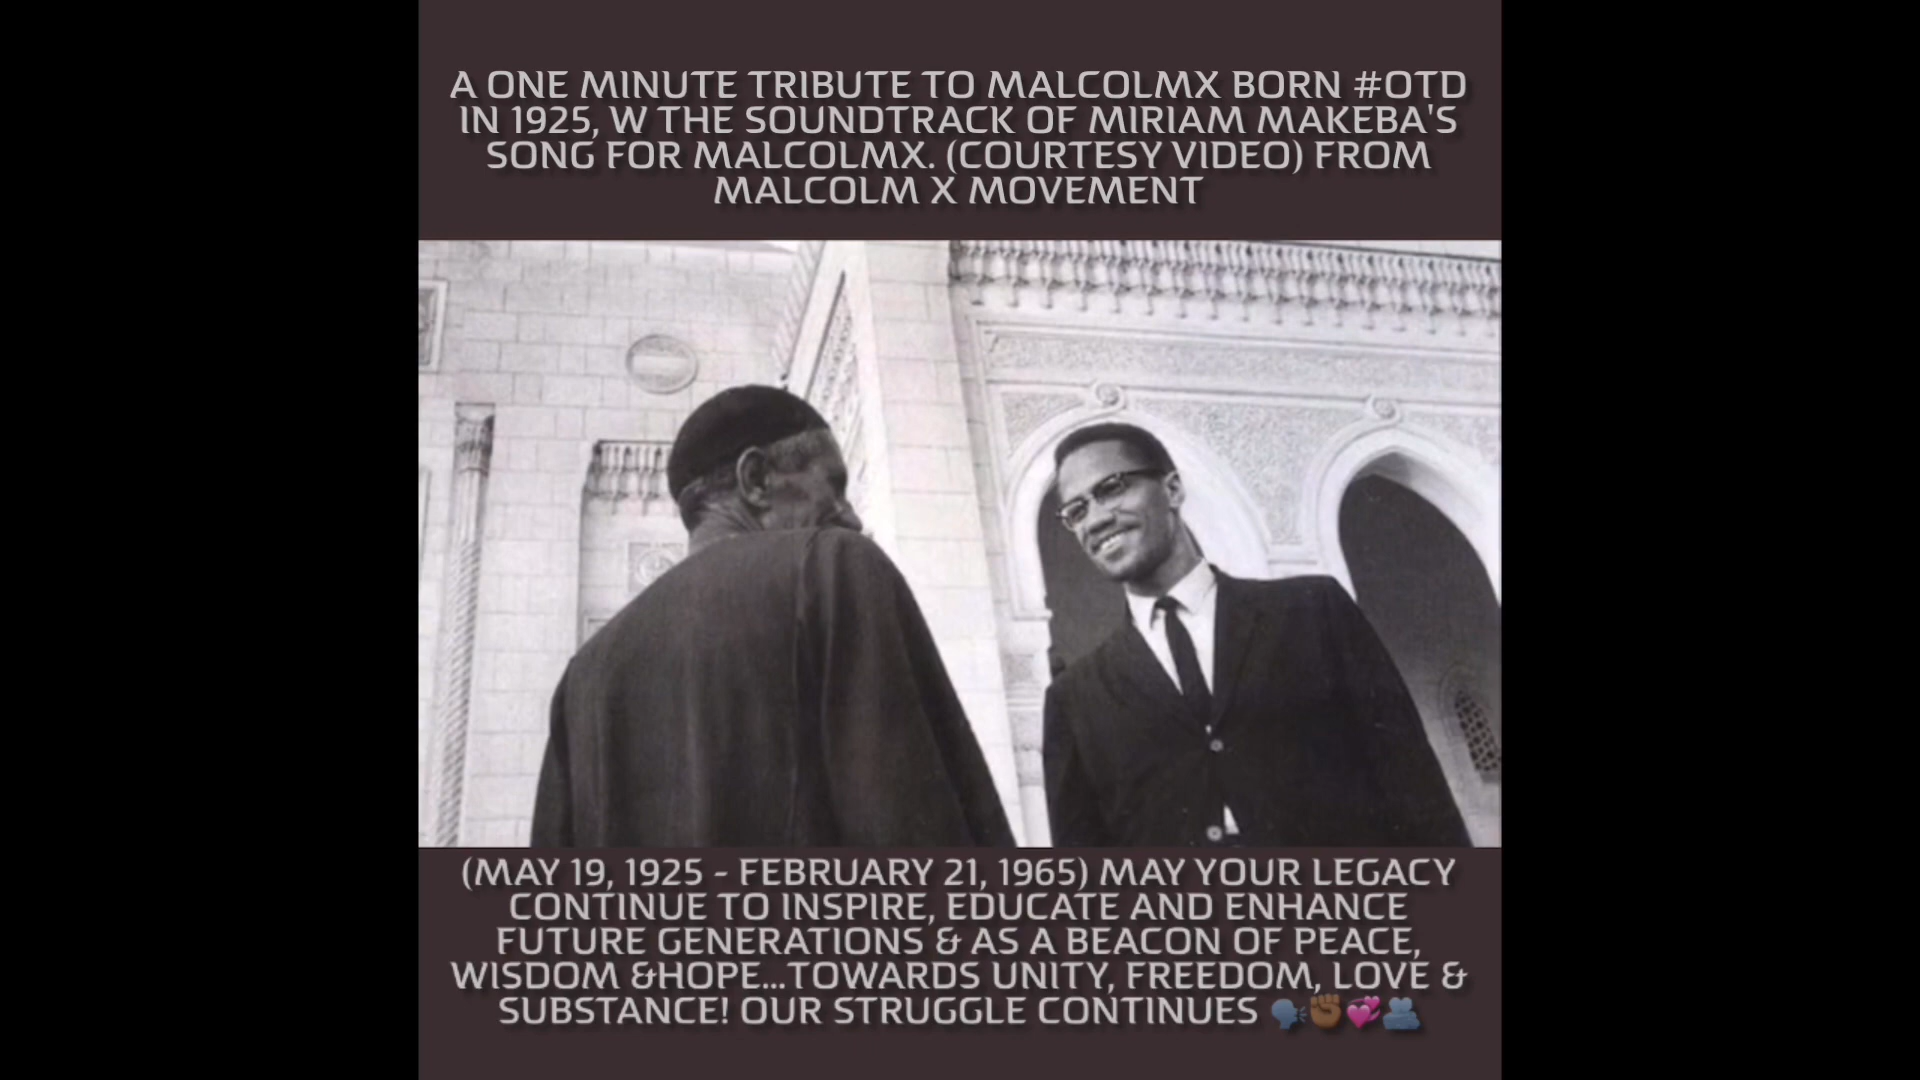 A ONE MINUTE TRIBUTE TO MALCOLMX BORN #OTD
IN 1925, W THE SOUNDTRACK OF MIRIAM MAKEBA'S
SONG FOR MALCOLMX. (COURTESY VIDEO) FROM
MALCOLM X MOVEMENT
(MAY 19, 1925 - FEBRUARY 21, 1965) MAY YOUR LEGACY
CONTINUE TO INSPIRE, EDUCATE AND ENHANCE
FUTURE GENERATIONS & AS A BEACON OF PEACE,
WISDOM &HOPE...TOWARDS UNITY, FREEDOM, LOVE &
SUBSTANCE! OUR STRUGGLE CONTINUES 🗣️✊🏾💞🫂